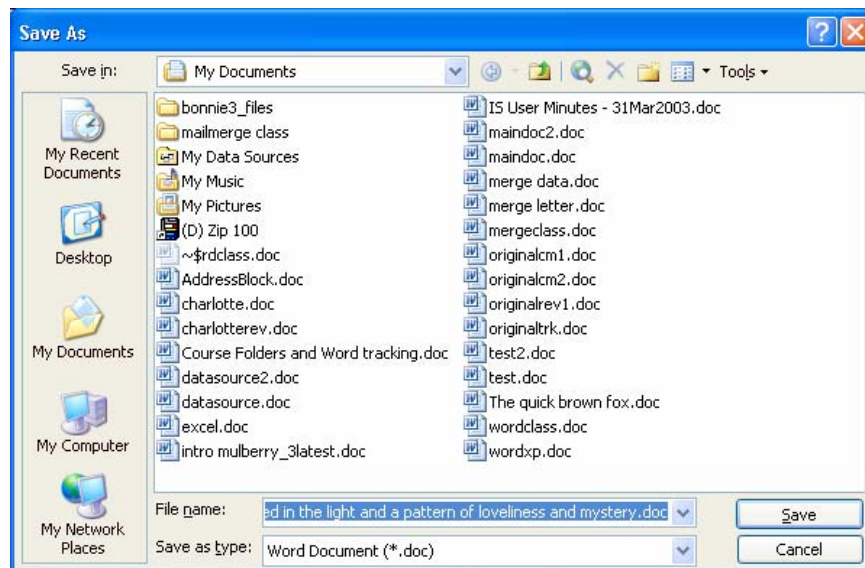 Save As
Save in:
My Documents
Tools
My Recent
Documents
Desktop
My Documents
My Computer
My Network
Places
bonnie3_files
mailmerge class
My Data Sources
My Music
My Pictures
(D) Zip 100
~$rdclass.doc
AddressBlock.doc
charlotte.doc
charlotterev.doc
Course Folders and Word tracking.doc
datasource2.doc
datasource.doc
excel.doc
intro mulberry_3latest.doc
IS User Minutes - 31Mar2003.doc
maindoc2.doc
maindoc.doc
merge data.doc
merge letter.doc
mergeclass.doc
originalcm1.doc
originalcm2.doc
originalrev1.doc
originaltrk.doc
test2.doc
test.doc
The quick brown fox.doc
wordclass.doc
wordxp.doc
File name:
ed in the light and a pattern of loveliness and mystery.doc
Save
Save as type:
Word Document (*.doc)
Cancel